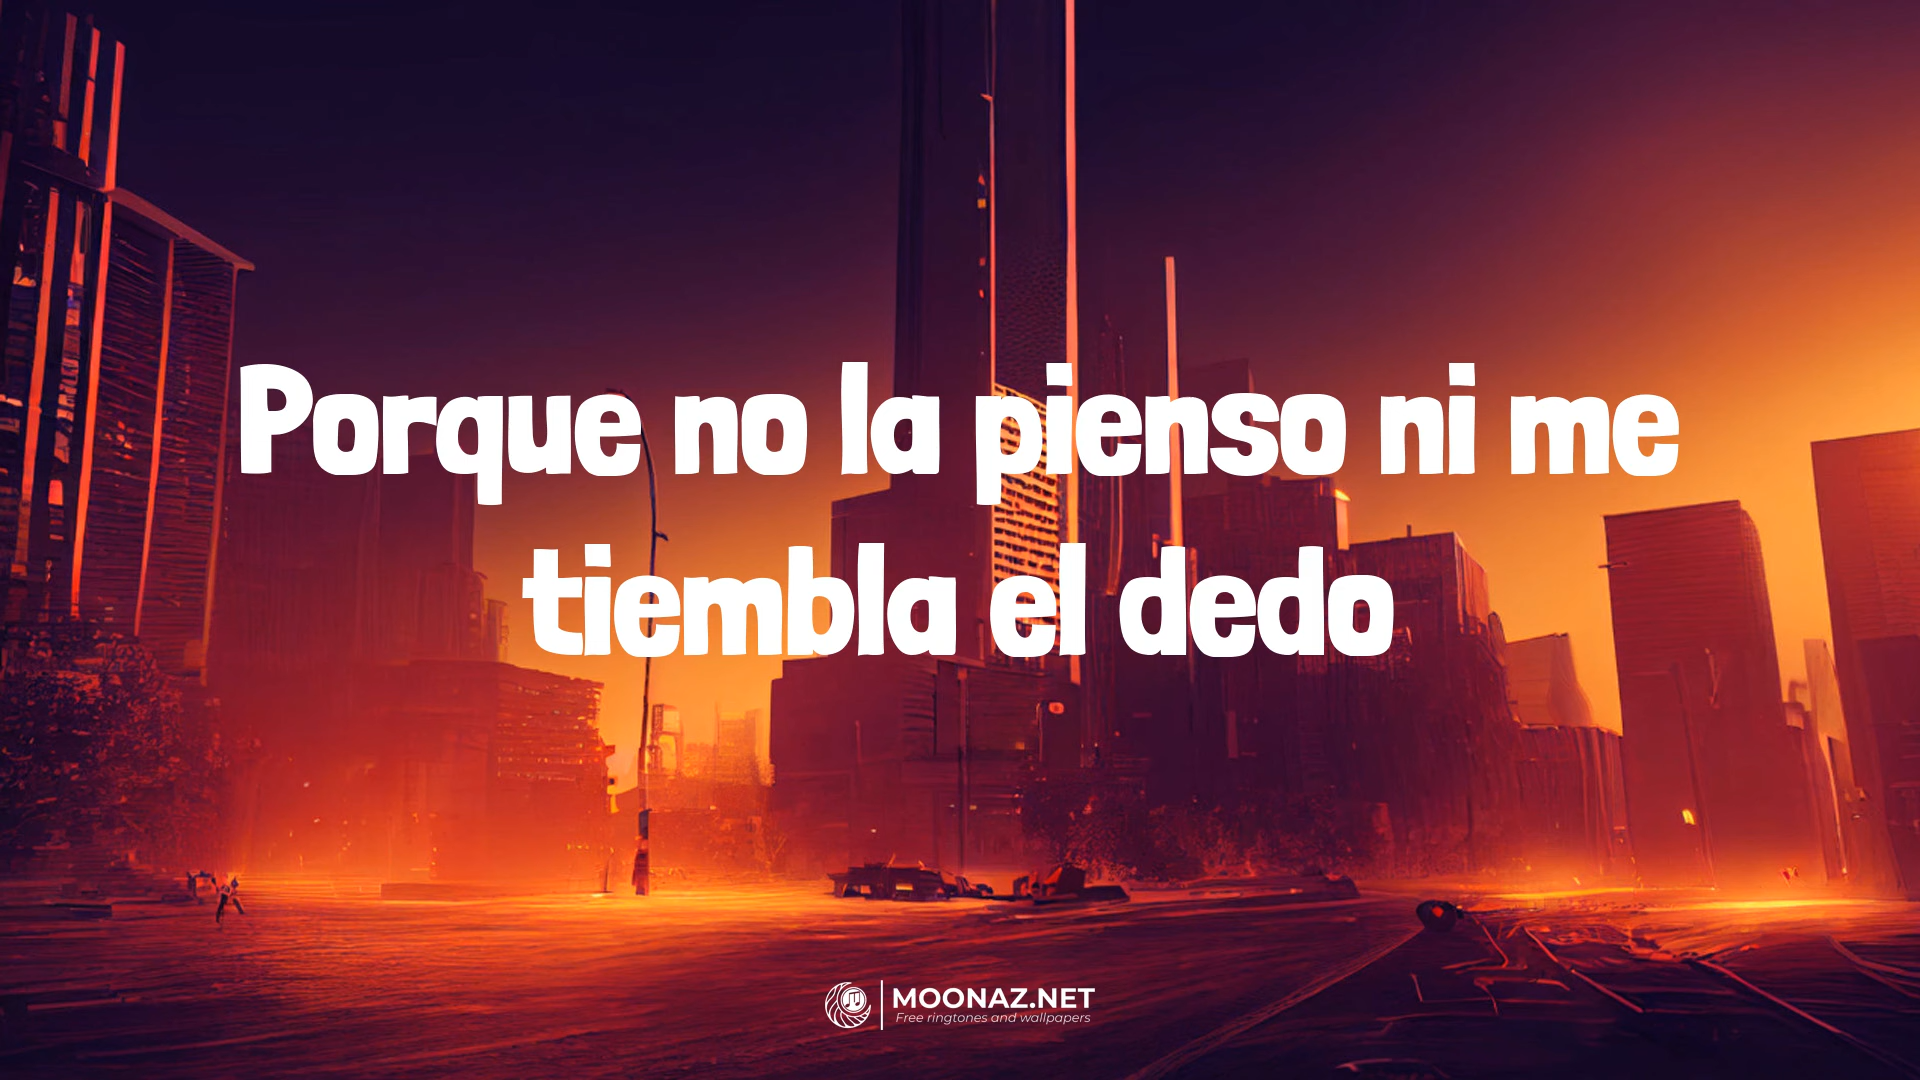 Porque no la pienso ni me
tiembla el dedo
MOONAZ.NET
Free ringtones and wallpapers